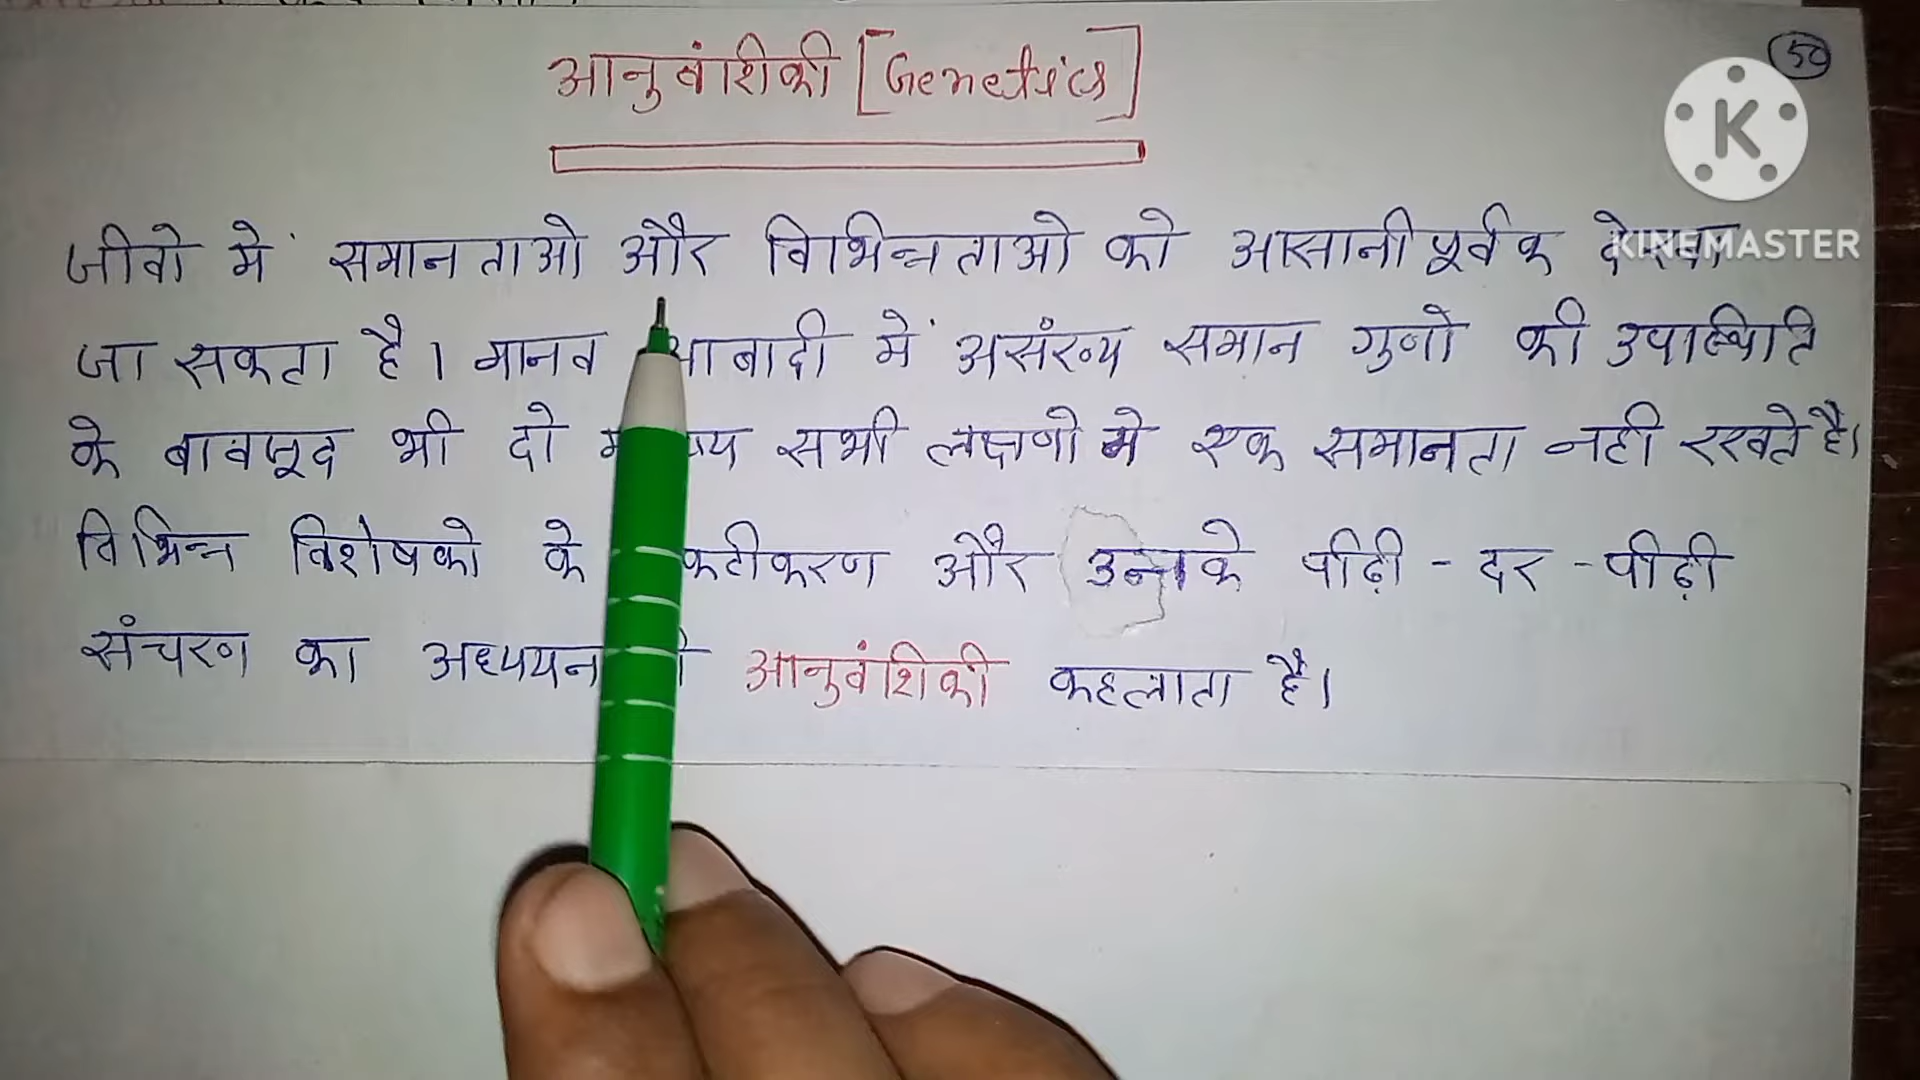 50
आनुवंशिकी [Genetics]
K
KINEMASTER
जीवो में समानताओ और विभिन्नताओ को आसानीपूर्वक देखा
जा सकता है। मानव आबादी में असंख्य समान गुणो की उपस्थिति
के बावजूद भी दो सभी लक्षणो मे एक समानता नही रखते है।
विभिन्न विशेषको के और उनके पीढ़ी - दर - पीढ़ी
संचरण का अध्ययन आनुवंशिकी कहलाता है।